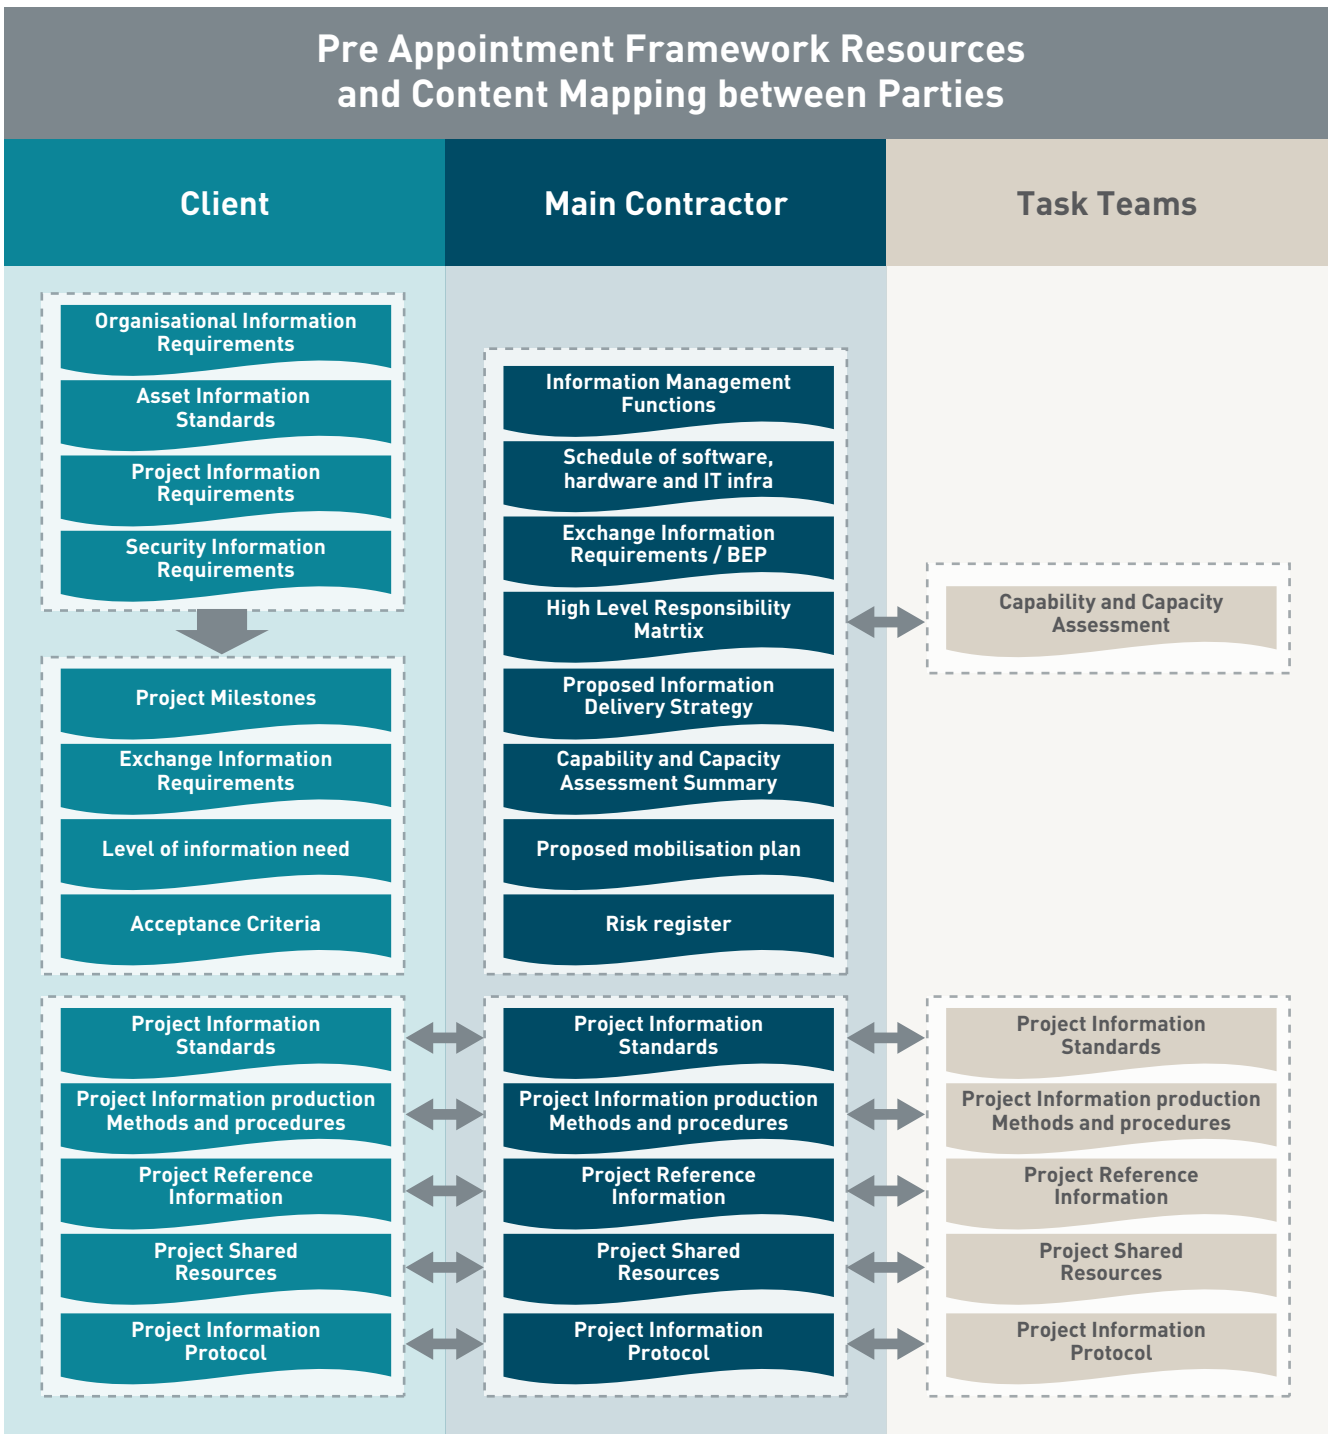 Pre Appointment Framework Resources
and Content Mapping between Parties
Client
Main Contractor
Task Teams
Organisational Information
Requirements
Asset Information
Standards
Project Information
Requirements
Security Information
Requirements
Project Milestones
Exchange Information
Requirements
Level of information need
Acceptance Criteria
Project Information
Standards
Project Information production
Methods and procedures
Project Reference
Information
Project Shared
Resources
Project Information
Protocol
Information Management
Functions
Schedule of software,
hardware and IT infra
Exchange Information
Requirements / BEP
High Level Responsibility
Matrtix
Proposed Information
Delivery Strategy
Capability and Capacity
Assessment Summary
Proposed mobilisation plan
Risk register
Project Information
Standards
Project Information production
Methods and procedures
Project Reference
Information
Project Shared
Resources
Project Information
Protocol
Capability and Capacity
Assessment
Project Information
Standards
Project Information production
Methods and procedures
Project Reference
Information
Project Shared
Resources
Project Information
Protocol